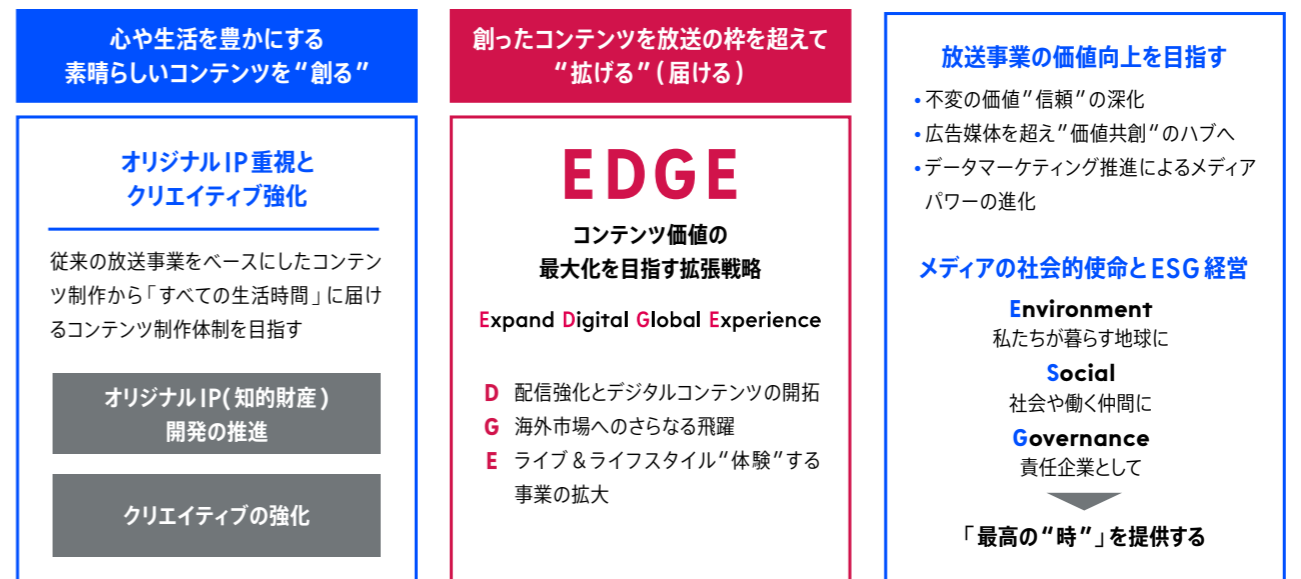 心や生活を豊かにする
素晴らしいコンテンツを“創る”
オリジナルIP重視と
クリエイティブ強化
従来の放送事業をベースにしたコンテン
ツ制作から「すべての生活時間」に届け
るコンテンツ制作体制を目指す
オリジナルIP(知的財産)
開発の推進
クリエイティブの強化
創ったコンテンツを放送の枠を超えて
“拡げる”(届ける)
EDGE
コンテンツ価値の
最大化を目指す拡張戦略
Expand Digital Global Experience
D 配信強化とデジタルコンテンツの開拓
G 海外市場へのさらなる飛躍
E ライブ&ライフスタイル“体験”する
事業の拡大
放送事業の価値向上を目指す
•不変の価値”信頼”の深化
•広告媒体を超え”価値共創“のハブへ
•データマーケティング推進によるメディア
パワーの進化
メディアの社会的使命とESG経営
Environment
私たちが暮らす地球に
Social
社会や働く仲間に
Governance
責任企業として
「最高の“時”」を提供する